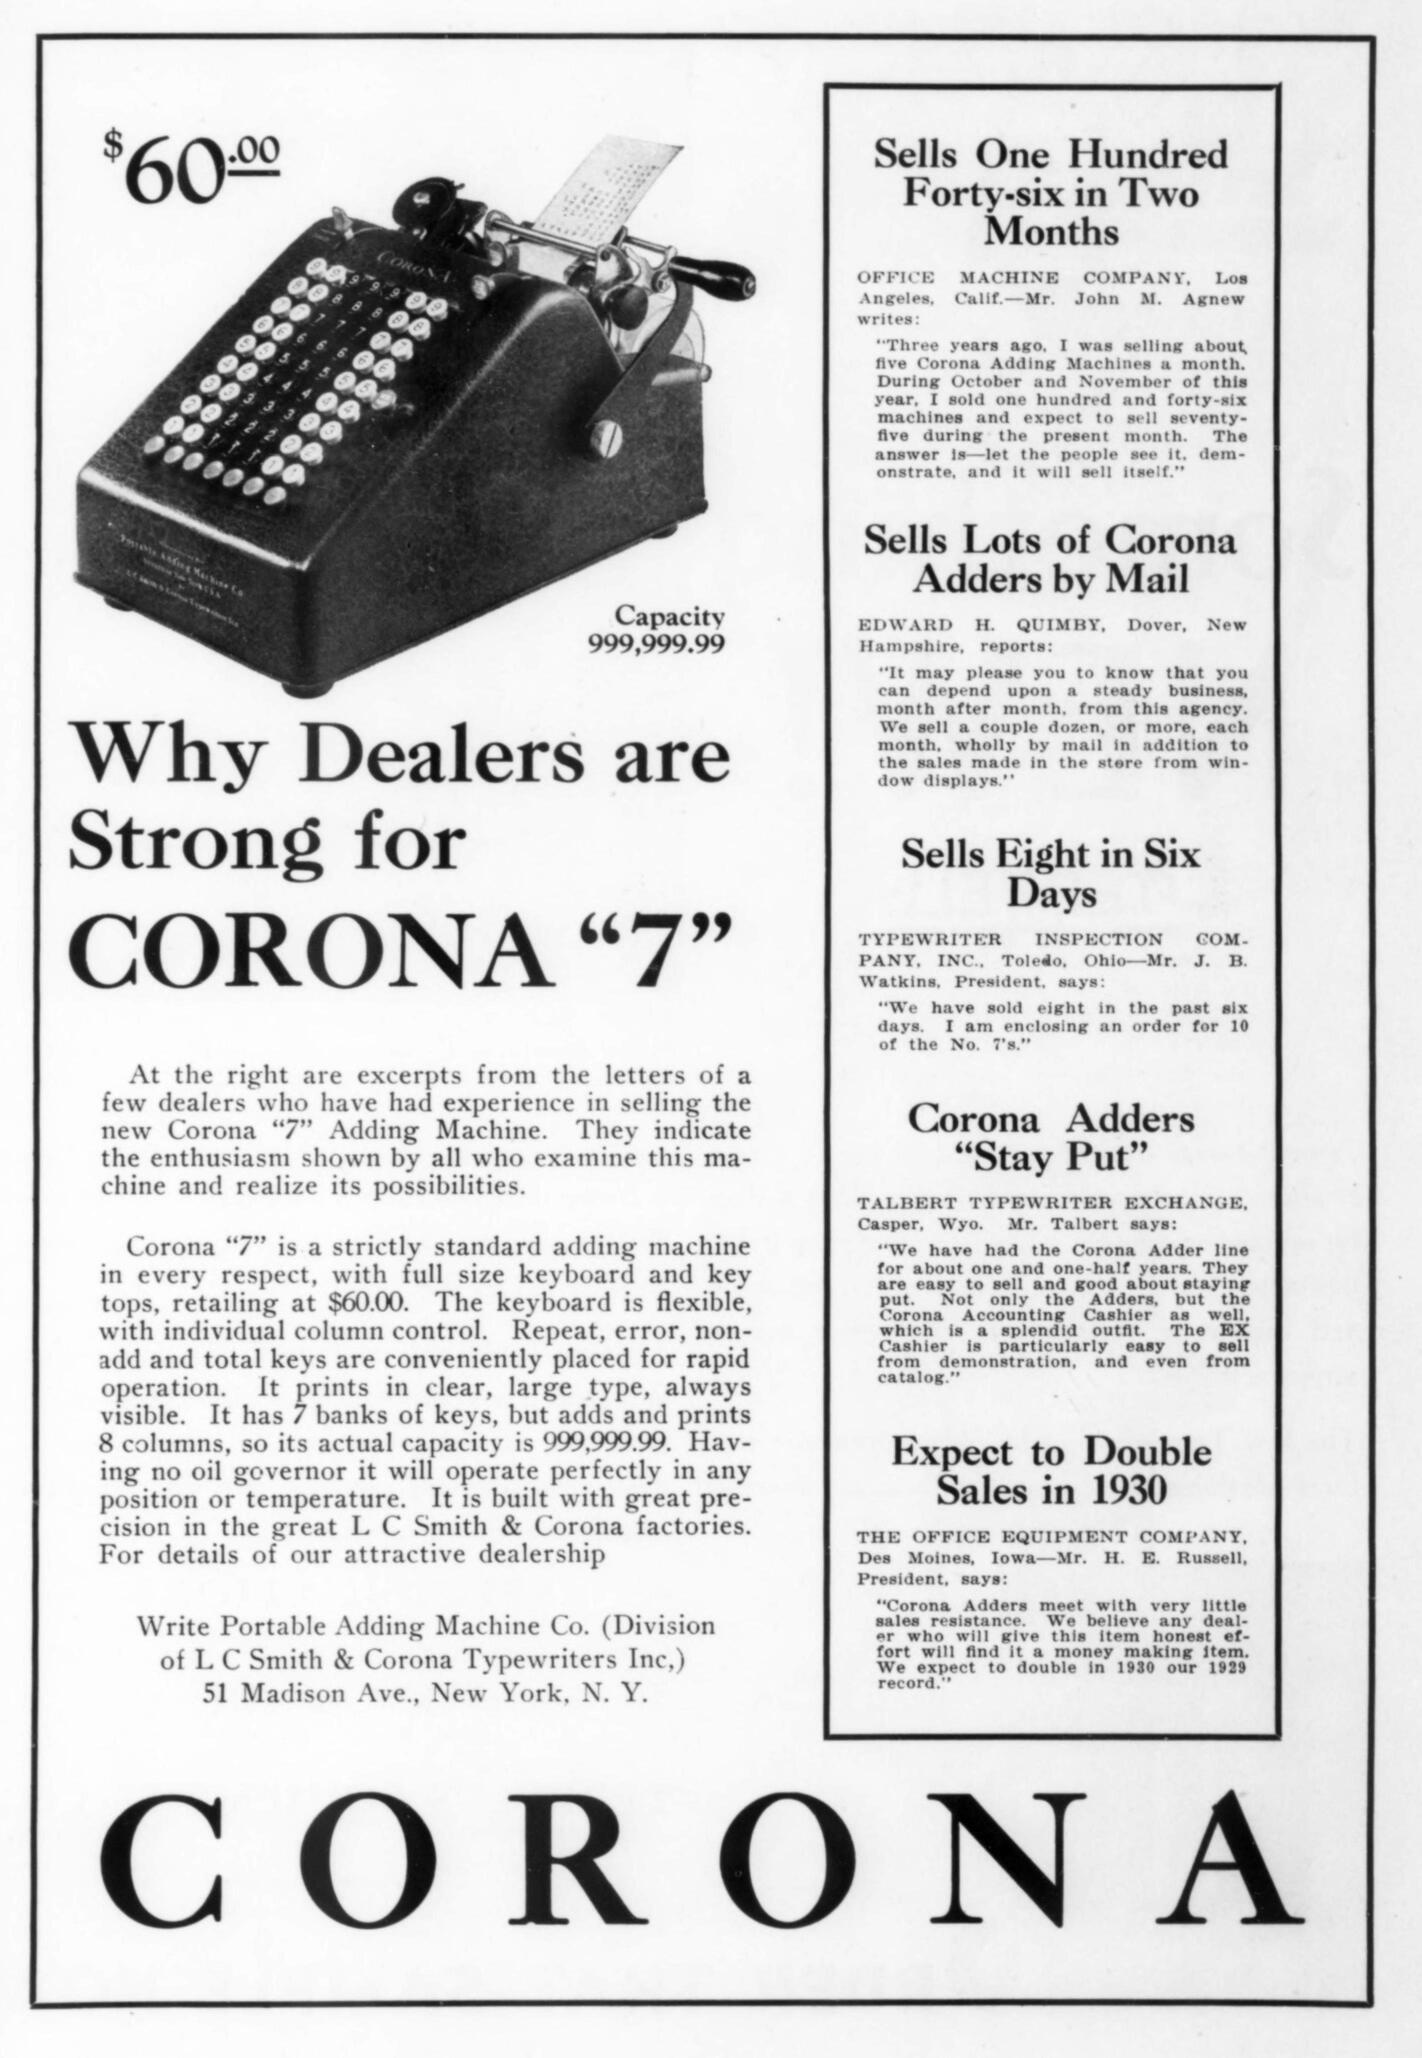 $60.00
CORONA
Portable Adding Machine Co.
Capacity
999,999.99
Why Dealers are
Strong for
CORONA “7”
At the right are excerpts from the letters of a
few dealers who have had experience in selling the
new Corona “7” Adding Machine. They indicate
the enthusiasm shown by all who examine this ma-
chine and realize its possibilities.
Corona “7” is a strictly standard adding machine
in every respect, with full size keyboard and key
tops, retailing at $60.00. The keyboard is flexible,
with individual column control. Repeat, error, non-
add and total keys are conveniently placed for rapid
operation. It prints in clear, large type, always
visible. It has 7 banks of keys, but adds and prints
8 columns, so its actual capacity is 999,999.99. Hav-
ing no oil governor it will operate perfectly in any
position or temperature. It is built with great pre-
cision in the great L C Smith & Corona factories.
For details of our attractive dealership
Write Portable Adding Machine Co. (Division
of L C Smith & Corona Typewriters Inc,)
51 Madison Ave., New York, N. Y.
Sells One Hundred
Forty-six in Two
Months
OFFICE MACHINE COMPANY, Los
Angeles, Calif.—Mr. John M. Agnew
writes:
“Three years ago, I was selling about
five Corona Adding Machines a month.
During October and November of this
year, I sold one hundred and forty-six
machines and expect to sell seventy-
five during the present month. The
answer is—let the people see it, dem-
onstrate, and it will sell itself.”
Sells Lots of Corona
Adders by Mail
EDWARD H. QUIMBY, Dover, New
Hampshire, reports:
“It may please you to know that you
can depend upon a steady business,
month after month, from this agency.
We sell a couple dozen, or more, each
month, wholly by mail in addition to
the sales made in the store from win-
dow displays.”
Sells Eight in Six
Days
TYPEWRITER INSPECTION COM-
PANY, INC., Toledo, Ohio—Mr. J. B.
Watkins, President, says:
“We have sold eight in the past six
days. I am enclosing an order for 10
of the No. 7’s.”
Corona Adders
“Stay Put”
TALBERT TYPEWRITER EXCHANGE,
Casper, Wyo. Mr. Talbert says:
“We have had the Corona Adder line
for about one and one-half years. They
are easy to sell and good about staying
put. Not only the Adders, but the
Corona Accounting Cashier as well,
which is a splendid outfit. The EX
Cashier is particularly easy to sell
from demonstration, and even from
catalog.”
Expect to Double
Sales in 1930
THE OFFICE EQUIPMENT COMPANY,
Des Moines, Iowa—Mr. H. E. Russell,
President, says:
“Corona Adders meet with very little
sales resistance. We believe any deal-
er who will give this item honest ef-
fort will find it a money making item.
We expect to double in 1930 our 1929
record.”
CORONA